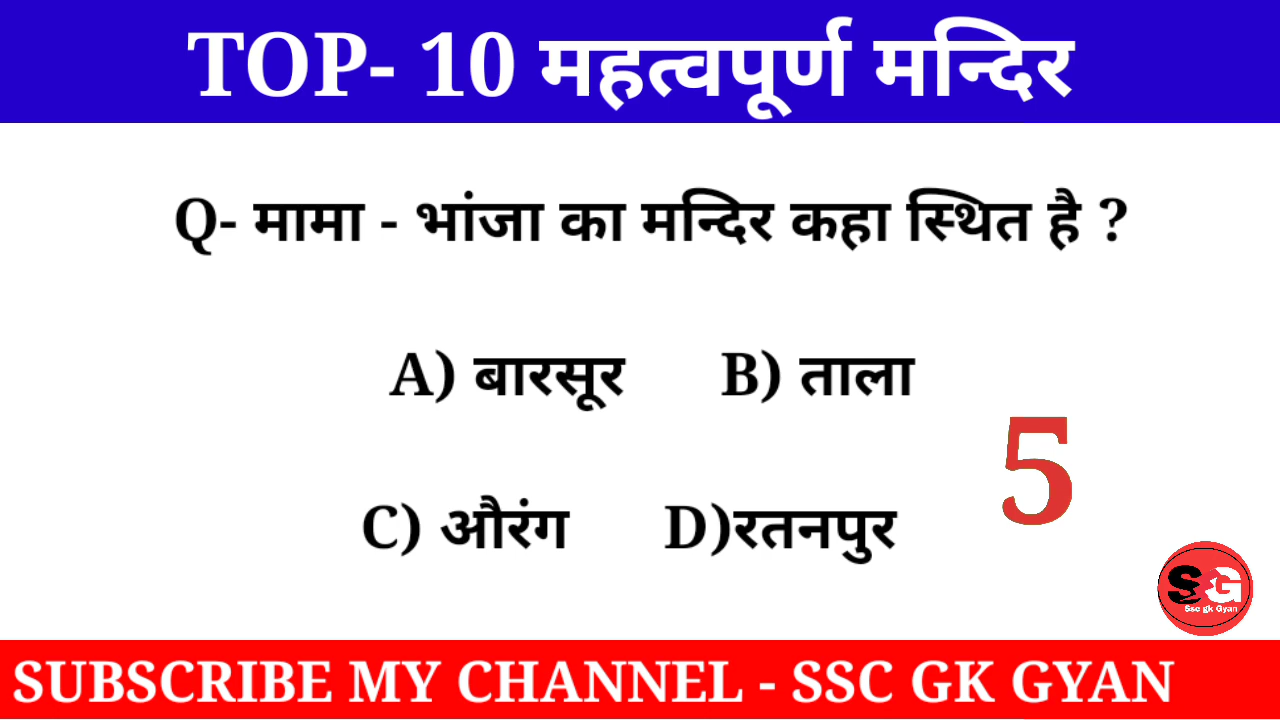 TOP- 10 महत्वपूर्ण मन्दिर
Q- मामा - भांजा का मन्दिर कहा स्थित है ?
A) बारसूर B) ताला
C) औरंग D)रतनपुर
5
SG
Ssc gk Gyan
SUBSCRIBE MY CHANNEL - SSC GK GYAN